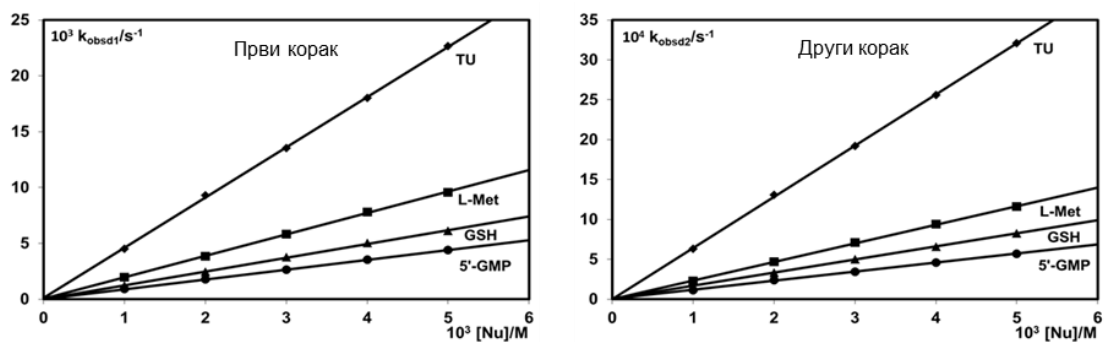 10³ k_obsd1/s⁻¹
Први корак
TU
L-Met
GSH
5'-GMP
25
20
15
10
5
0
0 1 2 3 4 5 6
10³ [Nu]/M
10⁴ k_obsd2/s⁻¹
Други корак
TU
L-Met
GSH
5'-GMP
35
30
25
20
15
10
5
0
0 1 2 3 4 5 6
10³ [Nu]/M